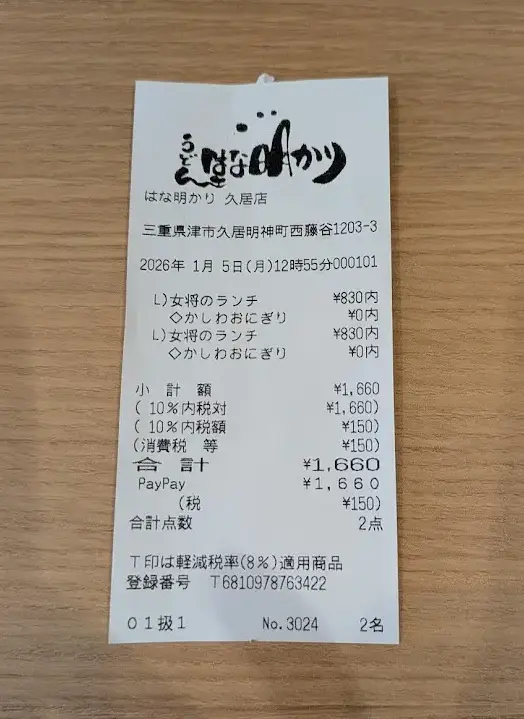 うどん はな明かり
はな明かり 久居店
三重県津市久居明神町西藤谷1203-3
2026年 1月 5日(月)12時55分000101
L)女将のランチ ¥830内
◇かしわおにぎり ¥0内
L)女将のランチ ¥830内
◇かしわおにぎり ¥0内
小 計 額 ¥1,660
( 10%内税対 ¥1,660)
( 10%内税額 ¥150)
(消費税 等 ¥150)
合 計 ¥1,660
PayPay ¥1,660
(税 ¥150)
合計点数 2点
T印は軽減税率(8%)適用商品
登録番号 T6810978763422
01扱1 No.3024 2名